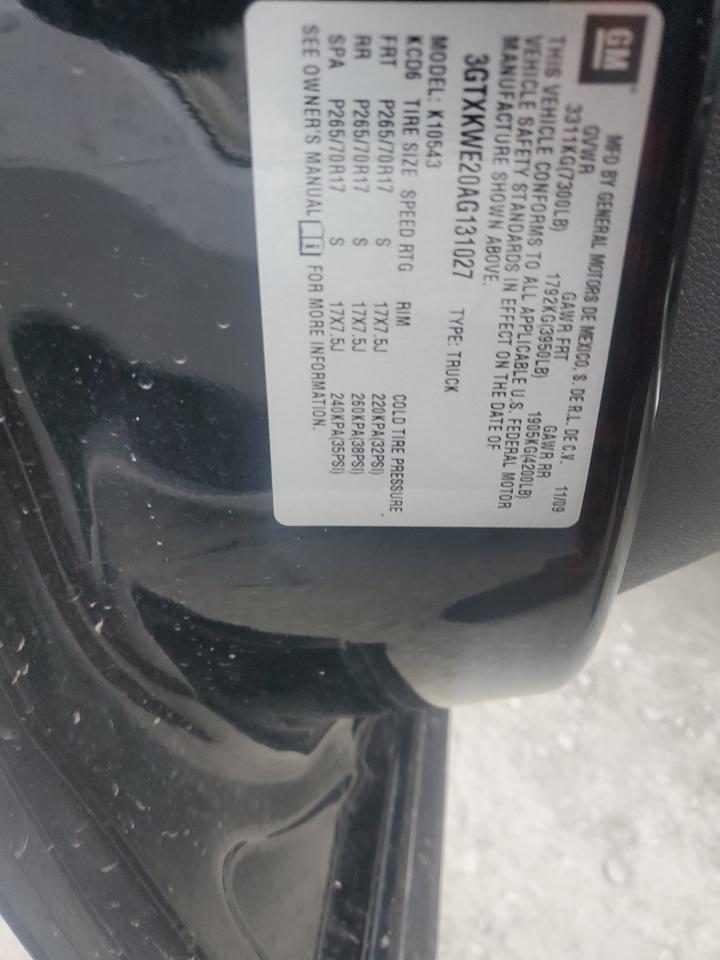 GM
MFD BY GENERAL MOTORS DE MEXICO, S. DE R.L. DE C.V. 11/09
GVWR GAWR FRT GAWR RR
3311KG(7300LB) 1792KG(3950LB) 1905KG(4200LB)
THIS VEHICLE CONFORMS TO ALL APPLICABLE U.S. FEDERAL MOTOR
VEHICLE SAFETY STANDARDS IN EFFECT ON THE DATE OF
MANUFACTURE SHOWN ABOVE.
3GTXKWE20AG131027 TYPE: TRUCK
MODEL: K10543
KCD6 TIRE SIZE SPEED RTG RIM COLD TIRE PRESSURE
FRT P265/70R17 S 17X7.5J 220KPA(32PSI)
RR P265/70R17 S 17X7.5J 260KPA(38PSI)
SPA P265/70R17 S 17X7.5J 240KPA(35PSI)
SEE OWNER'S MANUAL i FOR MORE INFORMATION.